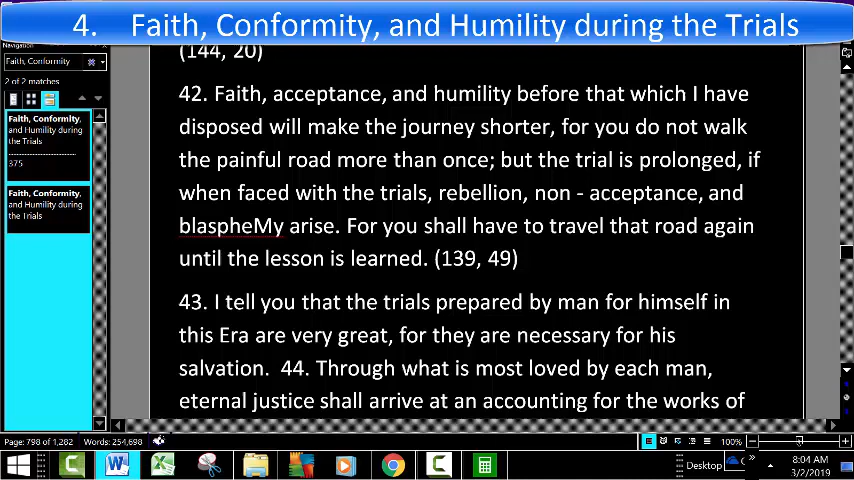 4. Faith, Conformity, and Humility during the Trials
Navigation
Faith, Conformity
2 of 2 matches
Faith, Conformity,
and Humility during
the Trials
375
Faith, Conformity,
and Humility during
the Trials
(144, 20)
42. Faith, acceptance, and humility before that which I have
disposed will make the journey shorter, for you do not walk
the painful road more than once; but the trial is prolonged, if
when faced with the trials, rebellion, non - acceptance, and
blaspheMy arise. For you shall have to travel that road again
until the lesson is learned. (139, 49)
43. I tell you that the trials prepared by man for himself in
this Era are very great, for they are necessary for his
salvation.  44. Through what is most loved by each man,
eternal justice shall arrive at an accounting for the works of
Page: 798 of 1,282
Words: 254,698
100%
Desktop
8:04 AM
3/2/2019